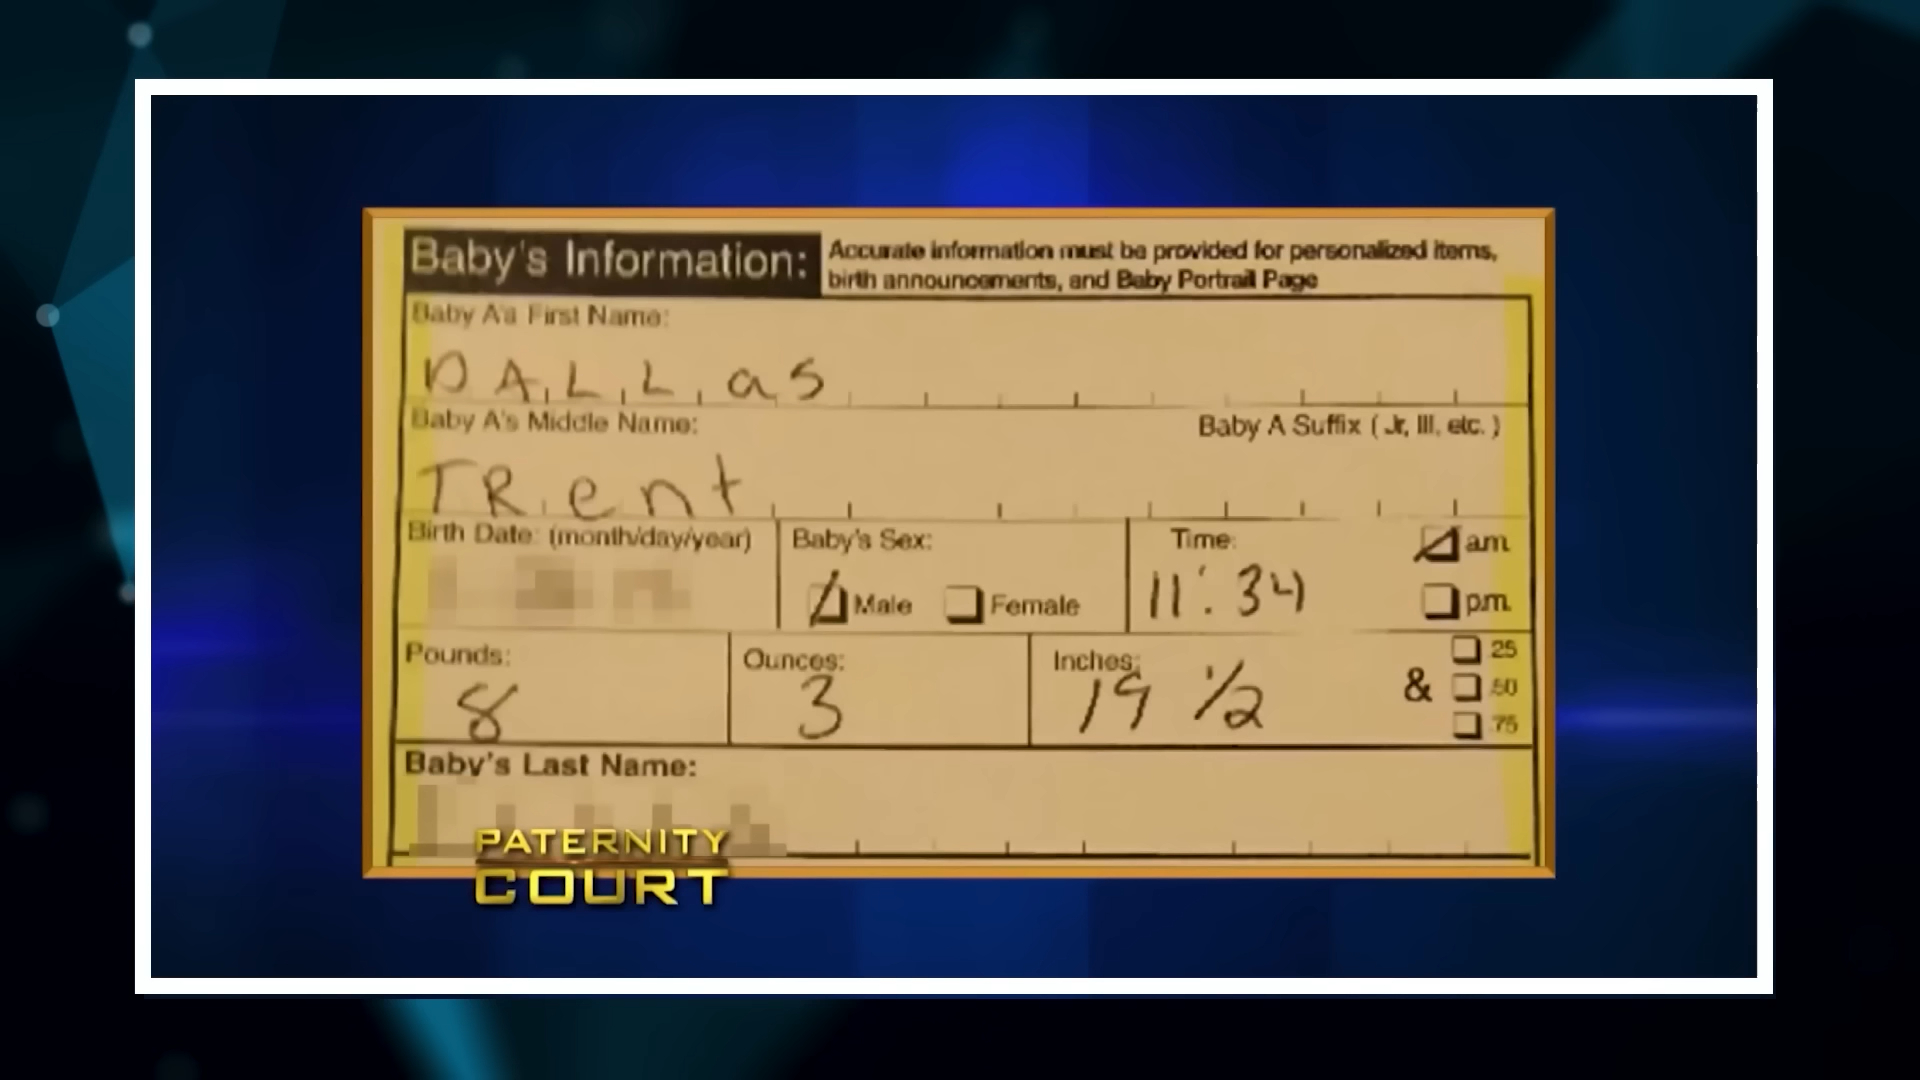 Baby's Information:
Accurate information must be provided for personalized items,
birth announcements, and Baby Portrait Page
Baby A's First Name:
DALLas
Baby A's Middle Name:
Baby A Suffix ( Jr, III, etc. )
TRent
Birth Date: (month/day/year)
Baby's Sex:
Male
Female
Time:
11:34
am
pm
Pounds:
8
Ounces:
3
Inches:
19 1/2
&
.25
.50
.75
Baby's Last Name:
PATERNITY
COURT